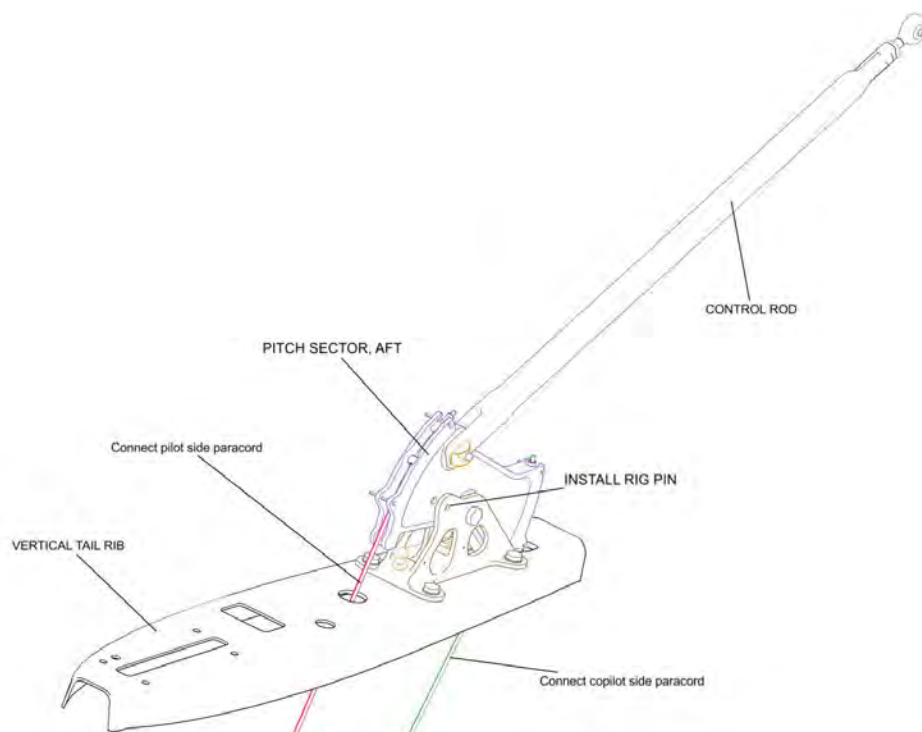 CONTROL ROD
PITCH SECTOR, AFT
Connect pilot side paracord
INSTALL RIG PIN
VERTICAL TAIL RIB
Connect copilot side paracord